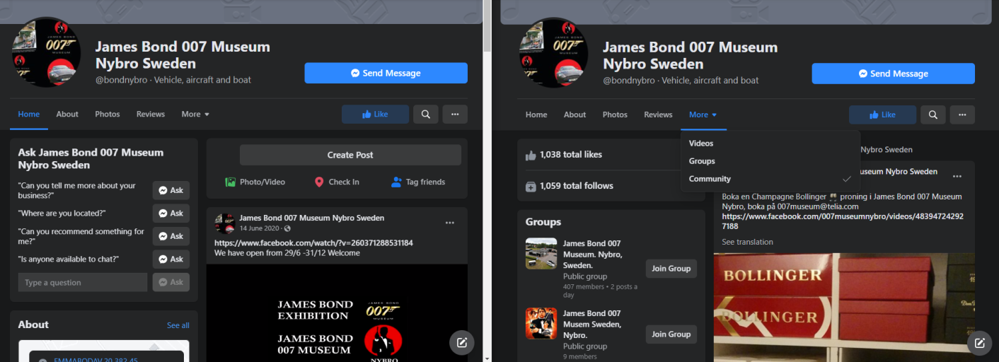 James Bond 007 Museum
Nybro Sweden
@bondnybro · Vehicle, aircraft and boat
Send Message
Home
About
Photos
Reviews
More
Like
Ask James Bond 007 Museum
Nybro Sweden
"Can you tell me more about your
business?"
Ask
"Where are you located?"
Ask
"Can you recommend something for
me?"
Ask
"Is anyone available to chat?"
Ask
Type a question
Ask
About
See all
EMMABODAV.20 382 45
Create Post
Photo/Video
Check In
Tag friends
James Bond 007 Museum Nybro Sweden
14 June 2020 ·
https://www.facebook.com/watch/?v=260371288531184
We have open from 29/6 -31/12 Welcome
JAMES BOND
EXHIBITION
007
MUSEUM
JAMES BOND
007 MUSEUM
NYBRO
JAMES BOND
007
MUSEUM
James Bond 007 Museum
Nybro Sweden
@bondnybro · Vehicle, aircraft and boat
Send Message
Home
About
Photos
Reviews
More
Like
Videos
Groups
Community
1,038 total likes
1,059 total follows
Groups
James Bond 007
Museum. Nybro,
Sweden.
Public group
407 members • 2 posts a
day
Join Group
James Bond 007
Musem Sweden,
Nybro.
Public group
9 members
Join Group
Nybro Sweden
useum Nybro Sweden
Boka en Champagne Bollinger proning i James Bond 007 Museum
Nybro, boka på 007museum@telia.com
https://www.facebook.com/007museumnybro/videos/48394724292
7188
See translation
BOLLINGER
BOLLINGER
JAMES BOND
007
MUSEUM